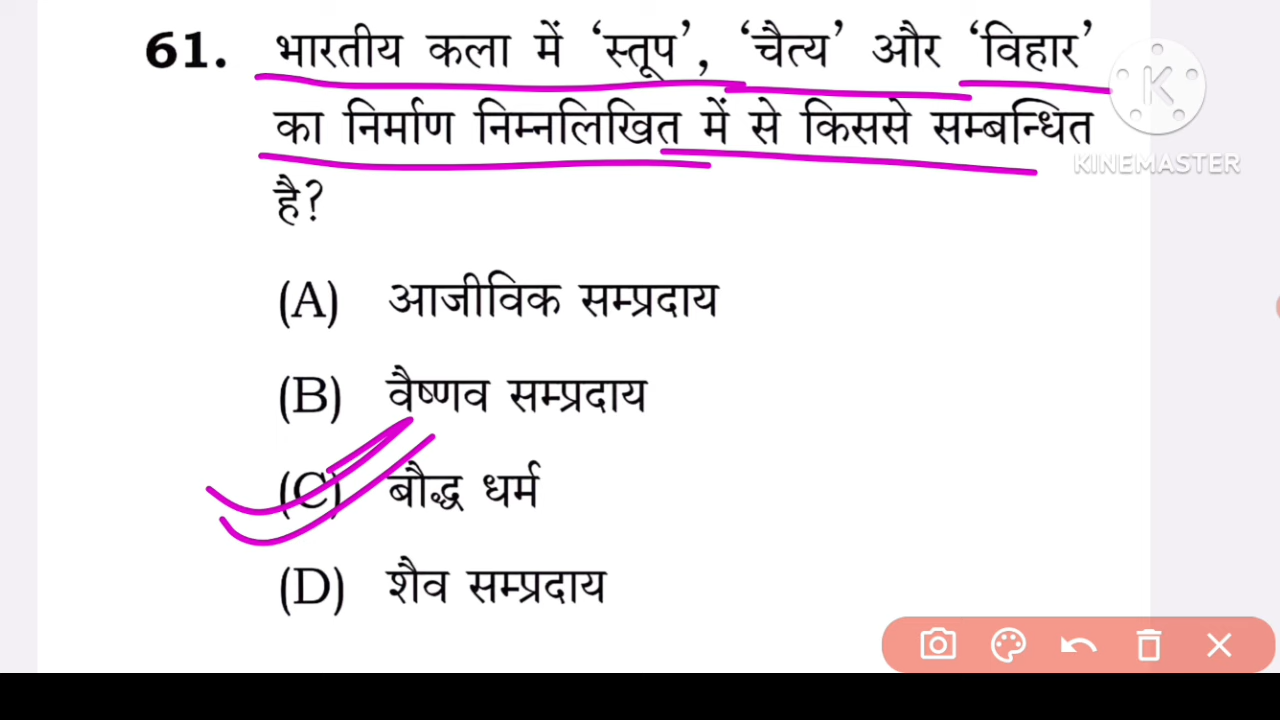 61. भारतीय कला में ‘स्तूप’, ‘चैत्य’ और ‘विहार’
का निर्माण निम्नलिखित में से किससे सम्बन्धित
है?
K
KINEMASTER
(A) आजीविक सम्प्रदाय
(B) वैष्णव सम्प्रदाय
(C) बौद्ध धर्म
(D) शैव सम्प्रदाय